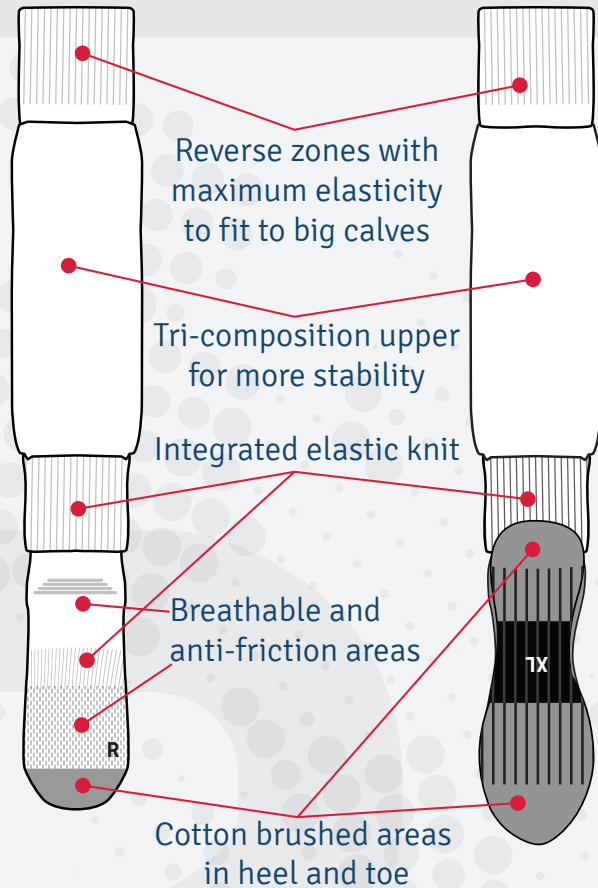 Reverse zones with
maximum elasticity
to fit to big calves
Tri-composition upper
for more stability
Integrated elastic knit
Breathable and
anti-friction areas
XL
R
Cotton brushed areas
in heel and toe